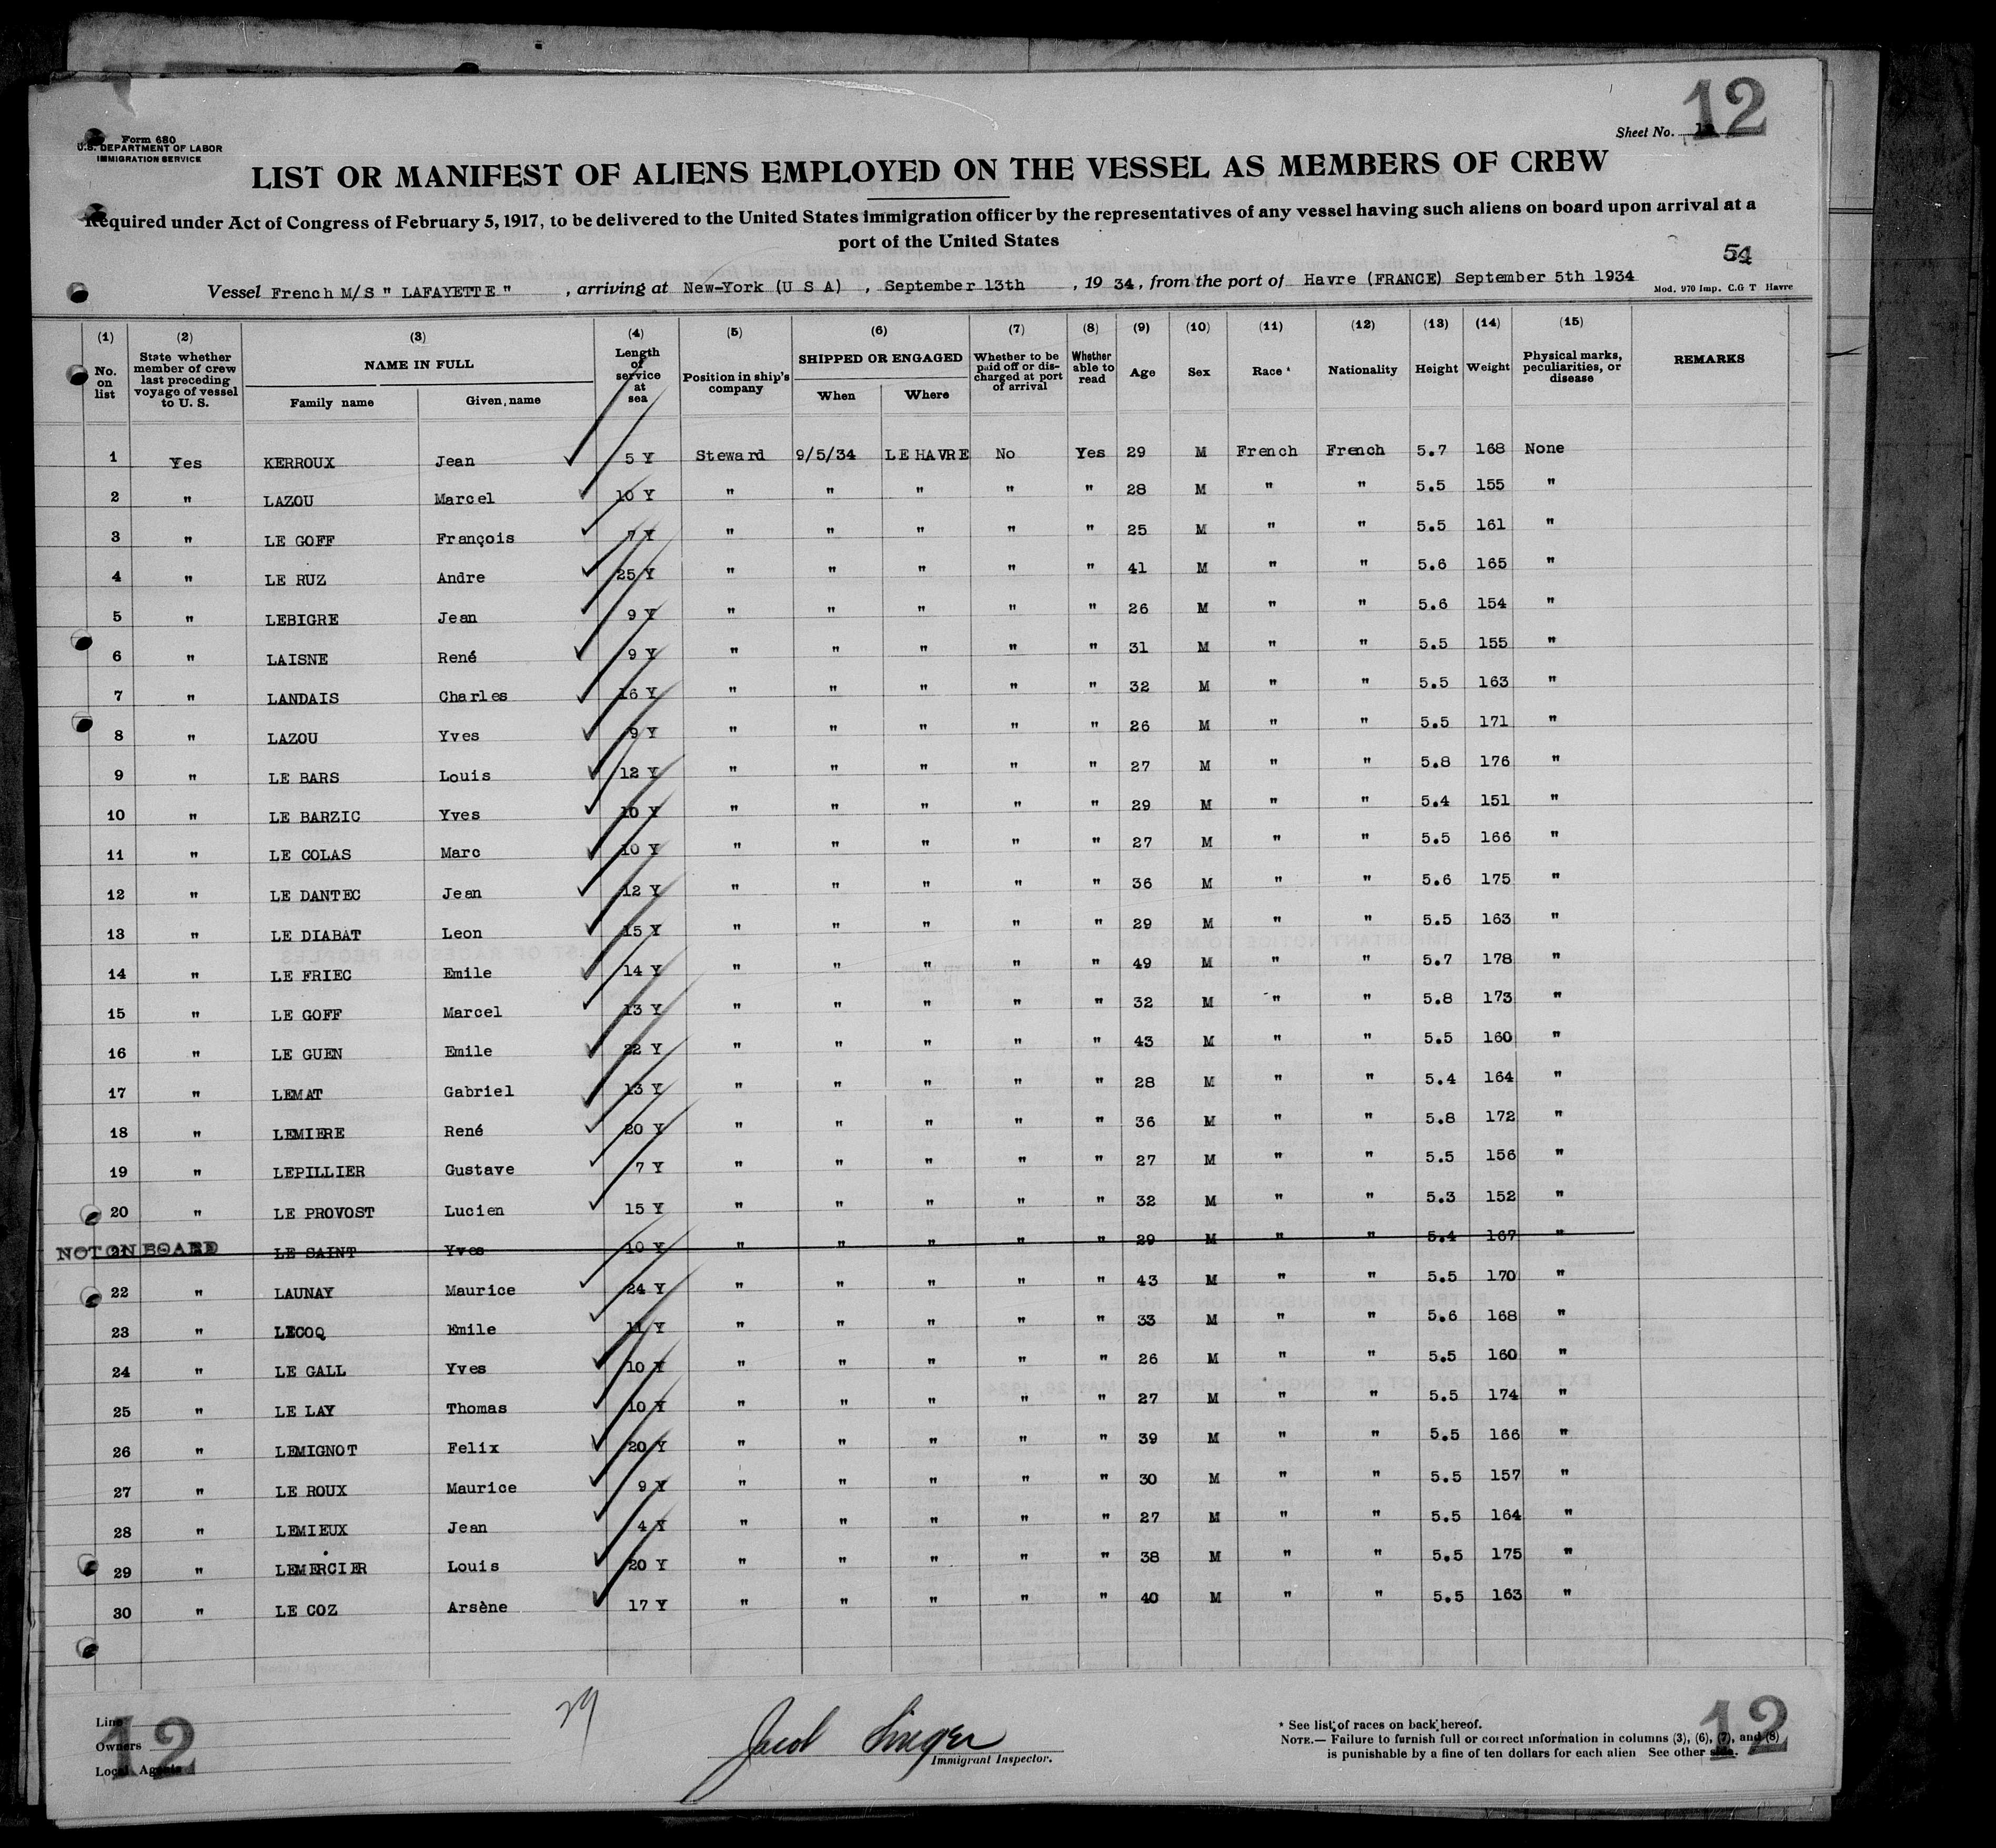 12
Sheet No.
Form 680
U.S. DEPARTMENT OF LABOR
IMMIGRATION SERVICE
LIST OR MANIFEST OF ALIENS EMPLOYED ON THE VESSEL AS MEMBERS OF CREW
Required under Act of Congress of February 5, 1917, to be delivered to the United States immigration officer by the representatives of any vessel having such aliens on board upon arrival at a
port of the United States
54
Vessel French M/S " LAFAYETTE " , arriving at New-York (U S A) , September 13th , 19 34, from the port of Havre (FRANCE) September 5th 1934
Mod. 970 Imp. C.G T Havre
(1) (2) (3) (4) (5) (6) (7) (8) (9) (10) (11) (12) (13) (14) (15)
No. on list State whether member of crew last preceding voyage of vessel to U. S. NAME IN FULL Family name Given name Length of service at sea Position in ship's company SHIPPED OR ENGAGED When Where Whether to be paid off or discharged at port of arrival Whether able to read Age Sex Race * Nationality Height Weight Physical marks, peculiarities, or disease REMARKS
1 Yes KERROUX Jean 5 Y Steward 9/5/34 LE HAVRE No Yes 29 M French French 5.7 168 None
2 " LAZOU Marcel 10 Y " " " " " 28 M " " 5.5 155 "
3 " LE GOFF François 7 Y " " " " " 25 M " " 5.5 161 "
4 " LE RUZ Andre 25 Y " " " " " 41 M " " 5.6 165 "
5 " LEBIGRE Jean 9 Y " " " " " 26 M " " 5.6 154 "
6 " LAISNE René 9 Y " " " " " 31 M " " 5.5 155 "
7 " LANDAIS Charles 16 Y " " " " " 32 M " " 5.5 163 "
8 " LAZOU Yves 9 Y " " " " " 26 M " " 5.5 171 "
9 " LE BARS Louis 12 Y " " " " " 27 M " " 5.8 176 "
10 " LE BARZIC Yves 10 Y " " " " " 29 M " " 5.4 151 "
11 " LE COLAS Marc 10 Y " " " " " 27 M " " 5.5 166 "
12 " LE DANTEC Jean 12 Y " " " " " 36 M " " 5.6 175 "
13 " LE DIABAT Leon 15 Y " " " " " 29 M " " 5.5 163 "
14 " LE FRIEC Emile 14 Y " " " " " 49 M " " 5.7 178 "
15 " LE GOFF Marcel 13 Y " " " " " 32 M " " 5.8 173 "
16 " LE GUEN Emile 22 Y " " " " " 43 M " " 5.5 160 "
17 " LEMAT Gabriel 13 Y " " " " " 28 M " " 5.4 164 "
18 " LEMIERE René 20 Y " " " " " 36 M " " 5.8 172 "
19 " LEPILLIER Gustave 7 Y " " " " " 27 M " " 5.5 156 "
20 " LE PROVOST Lucien 15 Y " " " " " 32 M " " 5.3 152 "
NOT ON BOARD 21 LE SAINT Yves 10 Y " " " " " 29 M " " 5.4 167 "
22 " LAUNAY Maurice 24 Y " " " " " 43 M " " 5.5 170 "
23 " LECOQ Emile 11 Y " " " " " 33 M " " 5.6 168 "
24 " LE GALL Yves 10 Y " " " " " 26 M " " 5.5 160 "
25 " LE LAY Thomas 10 Y " " " " " 27 M " " 5.5 174 "
26 " LEMIGNOT Felix 20 Y " " " " " 39 M " " 5.5 166 "
27 " LE ROUX Maurice 9 Y " " " " " 30 M " " 5.5 157 "
28 " LEMIEUX Jean 4 Y " " " " " 27 M " " 5.5 164 "
29 " LEMERCIER Louis 20 Y " " " " " 38 M " " 5.5 175 "
30 " LE COZ Arsène 17 Y " " " " " 40 M " " 5.5 163 "
29
Line
Owners
Local Agents
12
Jacob Singer
Immigrant Inspector.
* See list of races on back hereof.
NOTE.— Failure to furnish full or correct information in columns (3), (6), (7), and (8)
is punishable by a fine of ten dollars for each alien See other side.
12